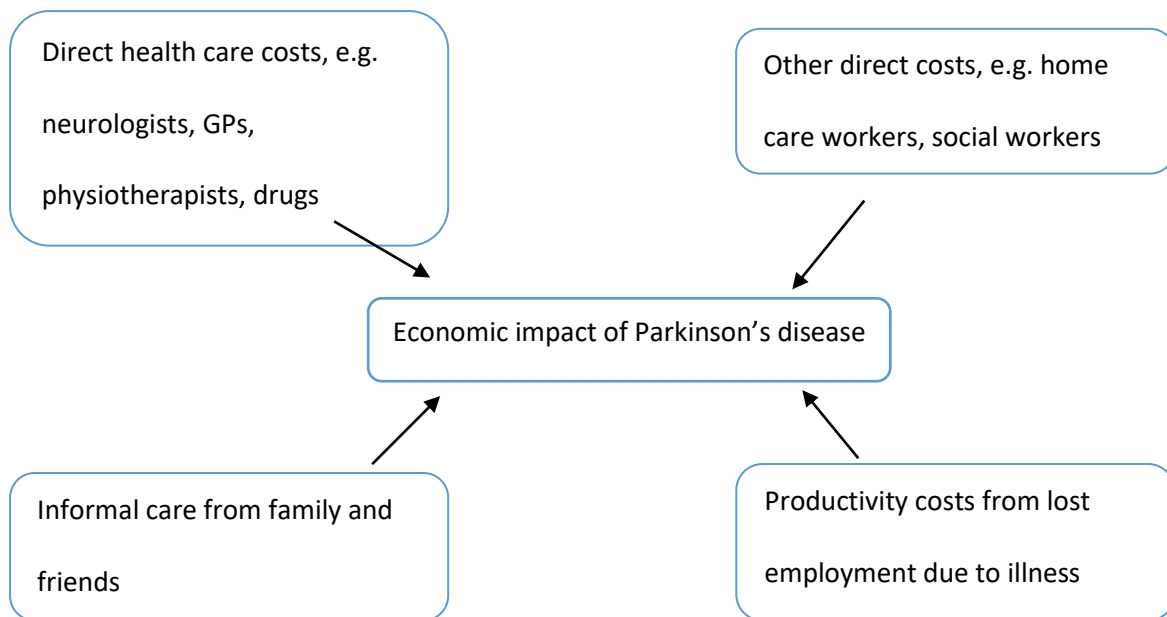 Direct health care costs, e.g.
neurologists, GPs,
physiotherapists, drugs
Other direct costs, e.g. home
care workers, social workers
Economic impact of Parkinson’s disease
Informal care from family and
friends
Productivity costs from lost
employment due to illness